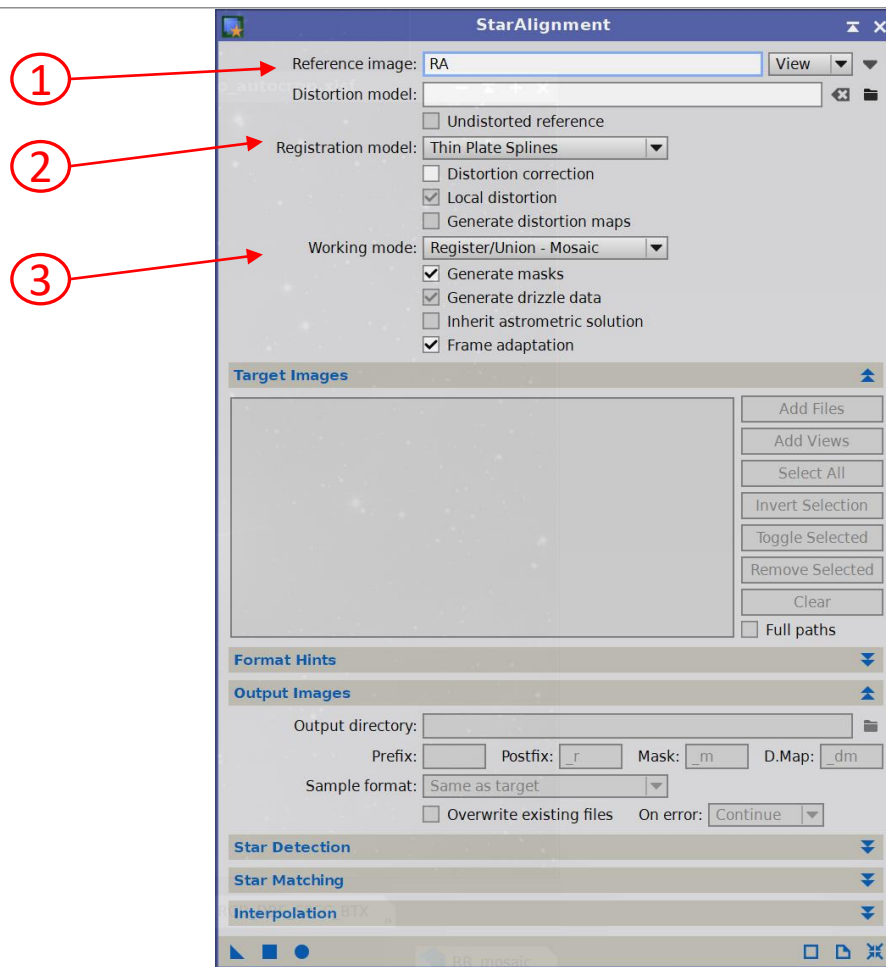 StarAlignment
1
Reference image: RA View
Distortion model:
Undistorted reference
2
Registration model: Thin Plate Splines
Distortion correction
Local distortion
Generate distortion maps
3
Working mode: Register/Union - Mosaic
Generate masks
Generate drizzle data
Inherit astrometric solution
Frame adaptation
Target Images
Add Files
Add Views
Select All
Invert Selection
Toggle Selected
Remove Selected
Clear
Full paths
Format Hints
Output Images
Output directory:
Prefix: Postfix: _r Mask: _m D.Map: _dm
Sample format: Same as target
Overwrite existing files On error: Continue
Star Detection
Star Matching
Interpolation
RR_mosaic